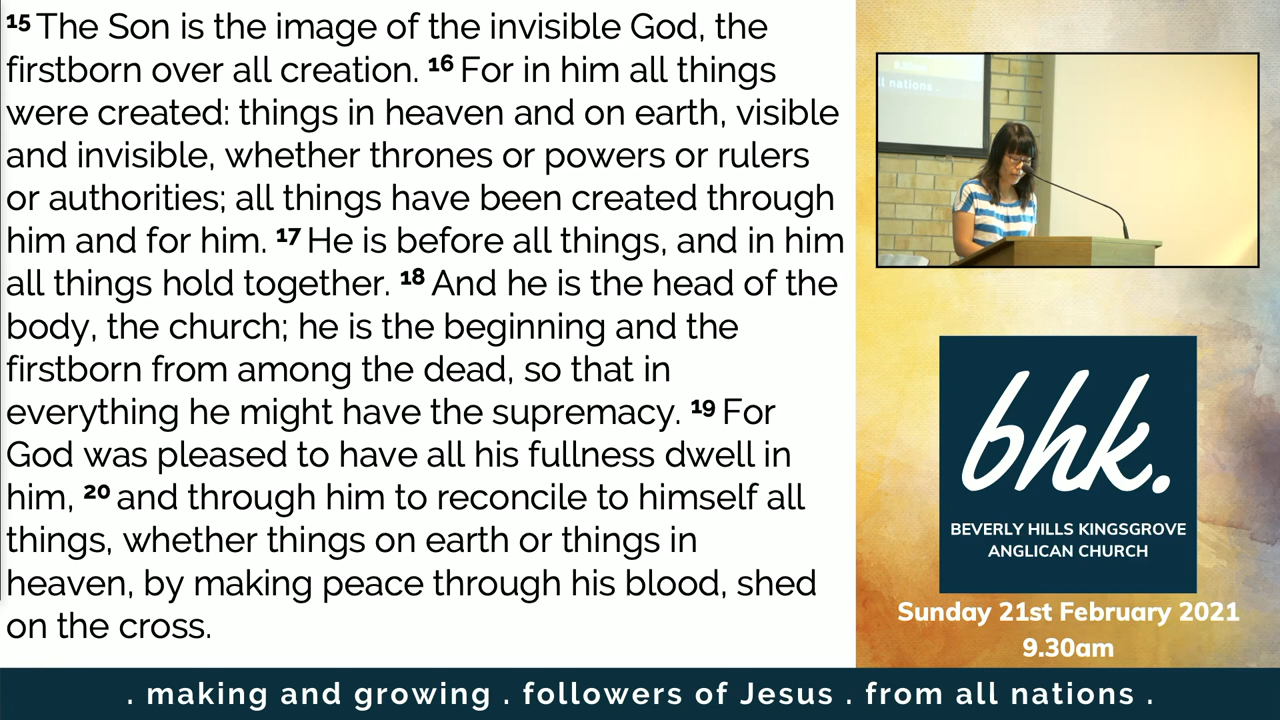 15 The Son is the image of the invisible God, the
firstborn over all creation. 16 For in him all things
were created: things in heaven and on earth, visible
and invisible, whether thrones or powers or rulers
or authorities; all things have been created through
him and for him. 17 He is before all things, and in him
all things hold together. 18 And he is the head of the
body, the church; he is the beginning and the
firstborn from among the dead, so that in
everything he might have the supremacy. 19 For
God was pleased to have all his fullness dwell in
him, 20 and through him to reconcile to himself all
things, whether things on earth or things in
heaven, by making peace through his blood, shed
on the cross.
all nations .
bhk.
BEVERLY HILLS KINGSGROVE
ANGLICAN CHURCH
Sunday 21st February 2021
9.30am
. making and growing . followers of Jesus . from all nations .